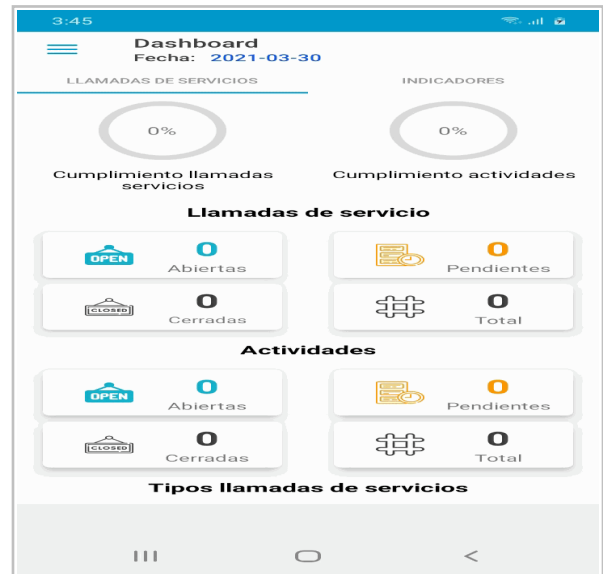 3:45
Dashboard
Fecha: 2021-03-30
LLAMADAS DE SERVICIOS
INDICADORES
0%
0%
Cumplimiento llamadas
servicios
Cumplimiento actividades
Llamadas de servicio
OPEN
0
Abiertas
0
Pendientes
CLOSED
0
Cerradas
0
Total
Actividades
OPEN
0
Abiertas
0
Pendientes
CLOSED
0
Cerradas
0
Total
Tipos llamadas de servicios